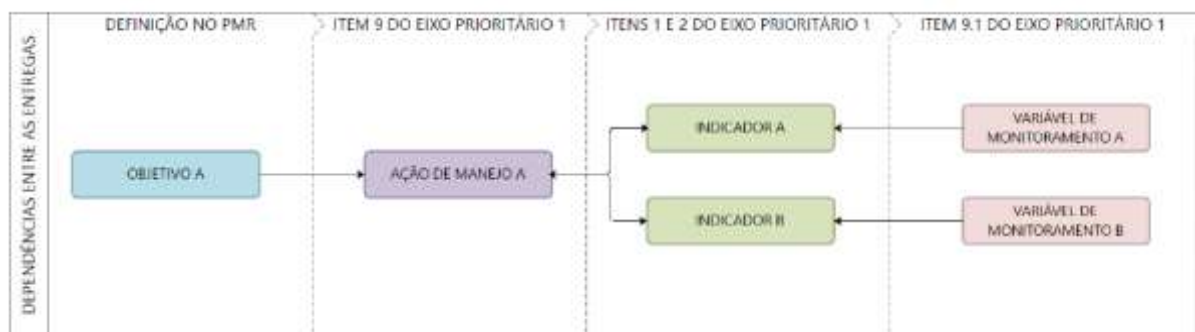 DEPENDÊNCIAS ENTRE AS ENTREGAS
DEFINIÇÃO NO PMR
ITEM 9 DO EIXO PRIORITÁRIO 1
ITENS 1 E 2 DO EIXO PRIORITÁRIO 1
ITEM 9.1 DO EIXO PRIORITÁRIO 1
OBJETIVO A
AÇÃO DE MANEJO A
INDICADOR A
INDICADOR B
VARIÁVEL DE
MONITORAMENTO A
VARIÁVEL DE
MONITORAMENTO B